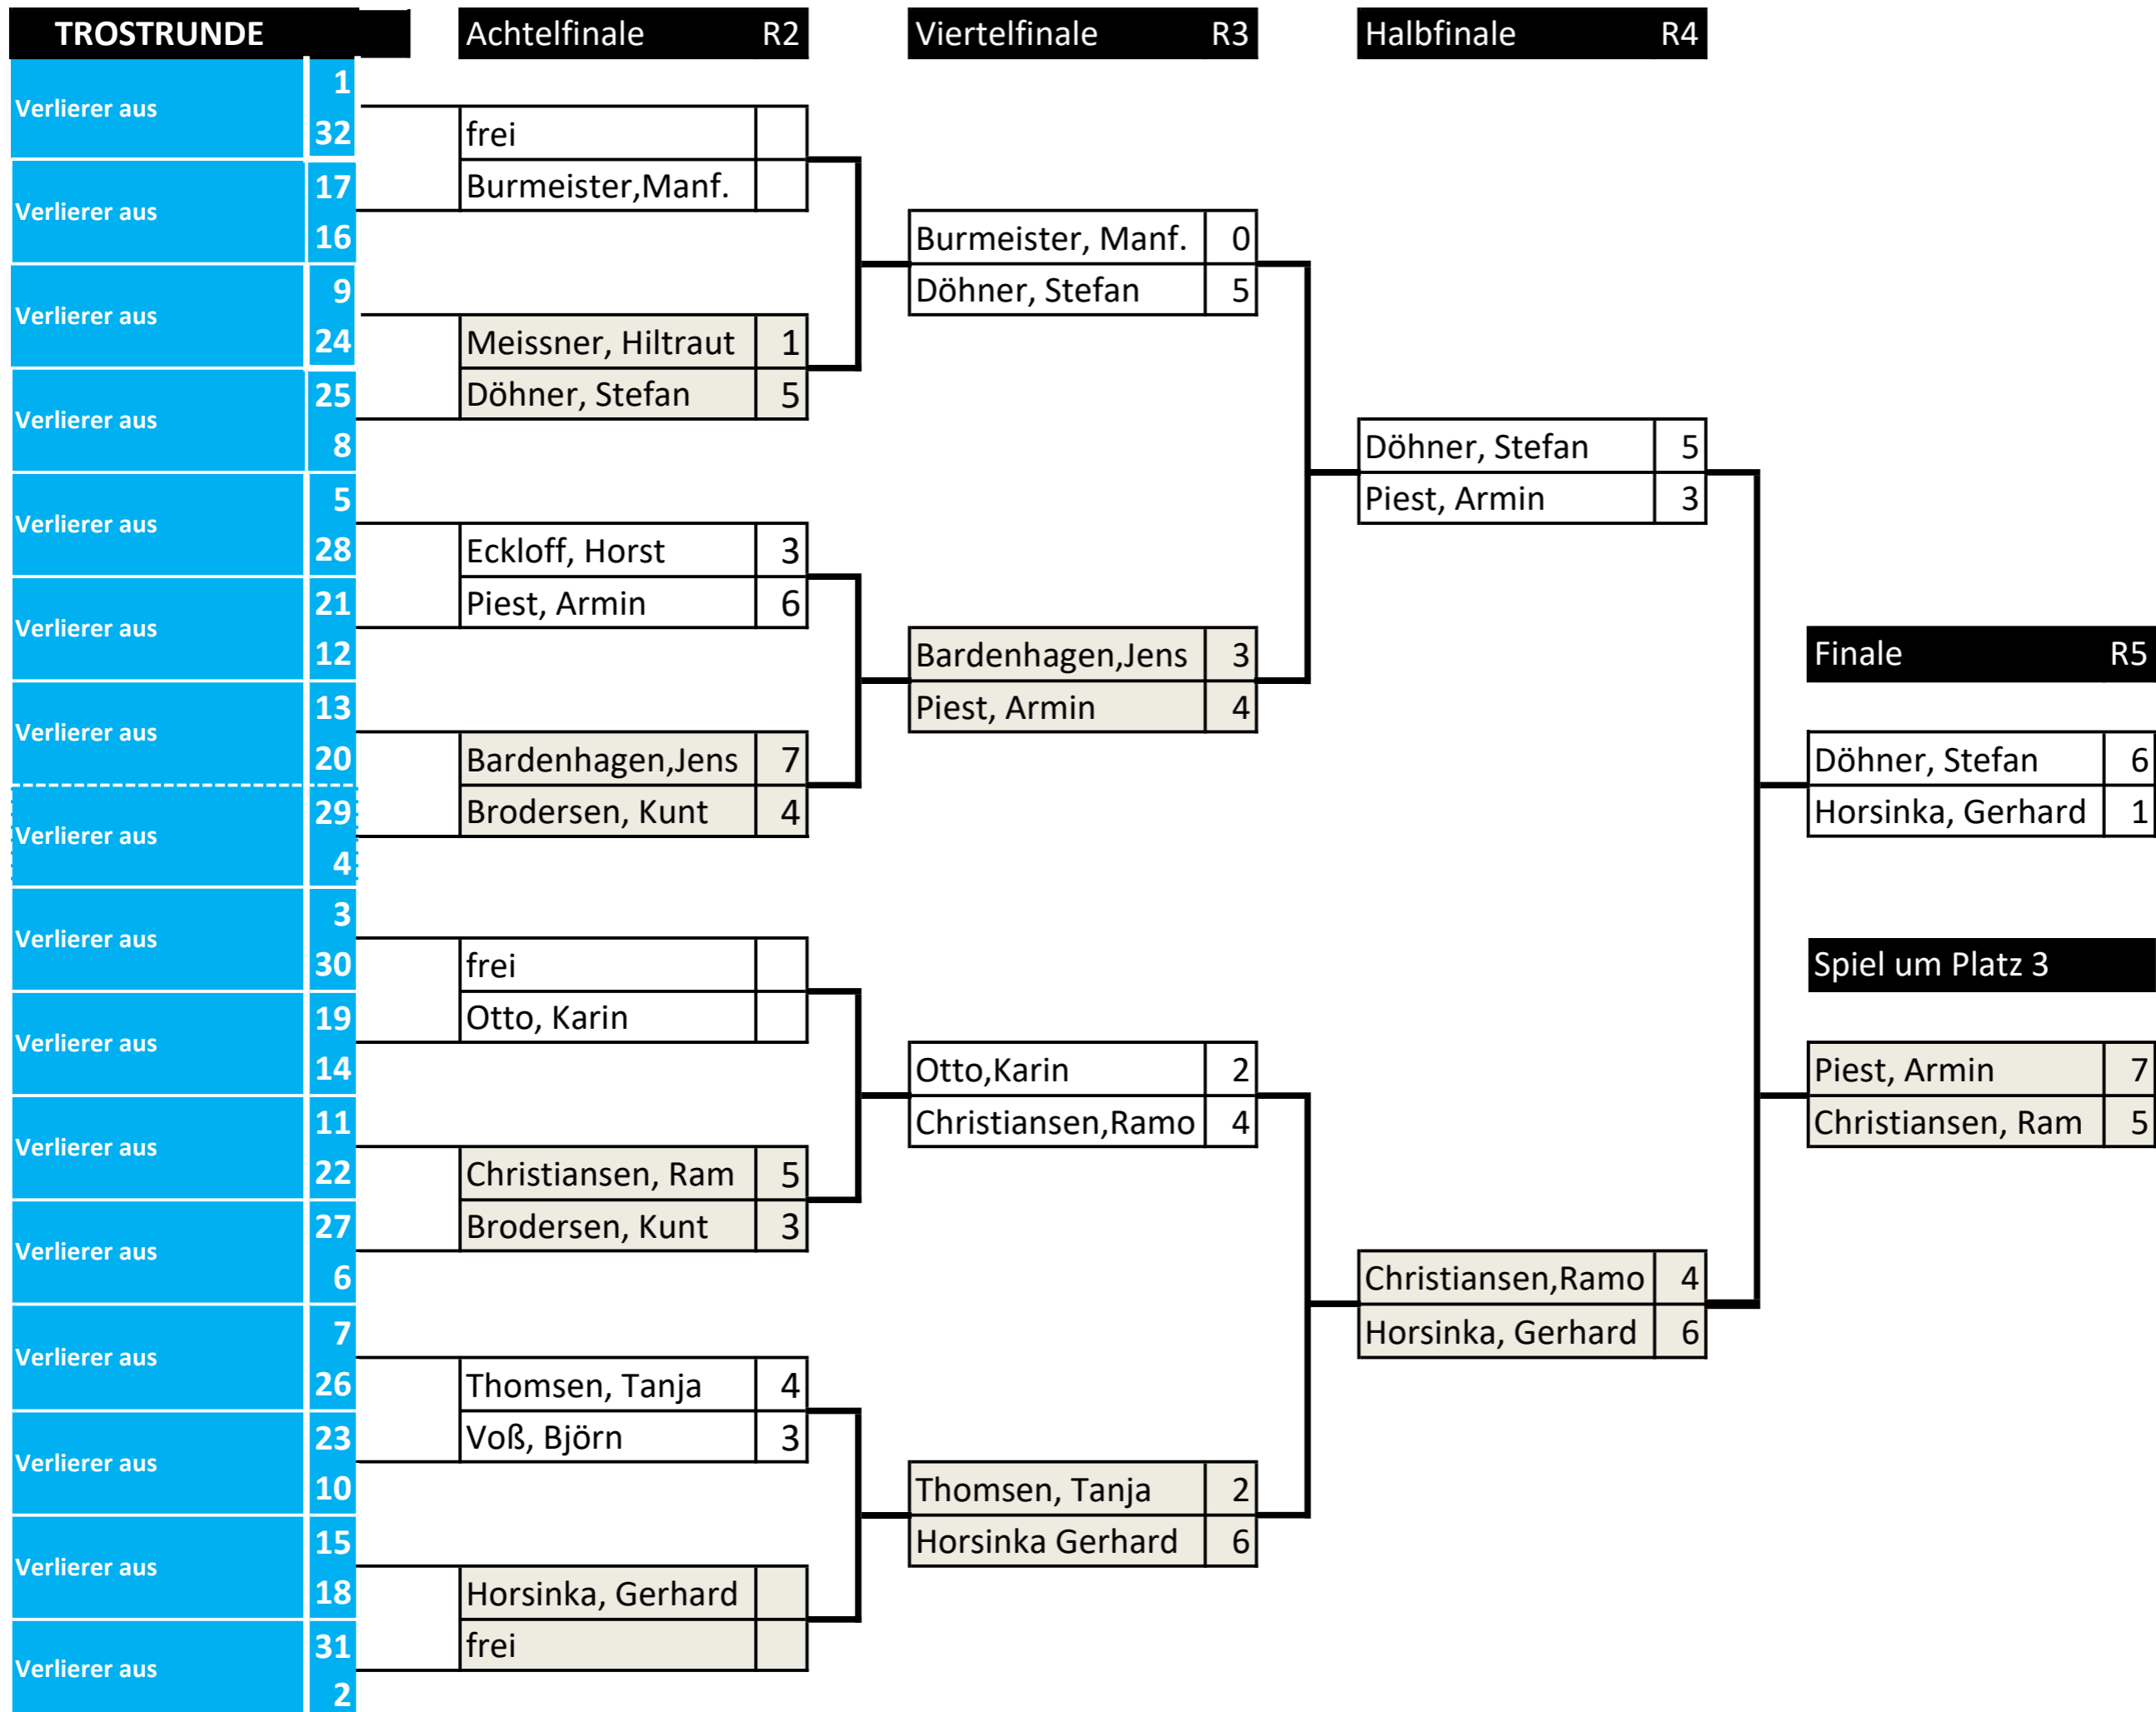 TROSTRUNDE
Achtelfinale R2
Viertelfinale R3
Halbfinale R4
Verlierer aus 1 32
Verlierer aus 17 16
Verlierer aus 9 24
Verlierer aus 25 8
Verlierer aus 5 28
Verlierer aus 21 12
Verlierer aus 13 20
Verlierer aus 29 4
Verlierer aus 3 30
Verlierer aus 19 14
Verlierer aus 11 22
Verlierer aus 27 6
Verlierer aus 7 26
Verlierer aus 23 10
Verlierer aus 15 18
Verlierer aus 31 2
frei
Burmeister,Manf.
Meissner, Hiltraut 1
Döhner, Stefan 5
Eckloff, Horst 3
Piest, Armin 6
Bardenhagen,Jens 7
Brodersen, Kunt 4
frei
Otto, Karin
Christiansen, Ram 5
Brodersen, Kunt 3
Thomsen, Tanja 4
Voß, Björn 3
Horsinka, Gerhard
frei
Burmeister, Manf. 0
Döhner, Stefan 5
Bardenhagen,Jens 3
Piest, Armin 4
Otto,Karin 2
Christiansen,Ramo 4
Thomsen, Tanja 2
Horsinka Gerhard 6
Döhner, Stefan 5
Piest, Armin 3
Christiansen,Ramo 4
Horsinka, Gerhard 6
Finale R5
Döhner, Stefan 6
Horsinka, Gerhard 1
Spiel um Platz 3
Piest, Armin 7
Christiansen, Ram 5